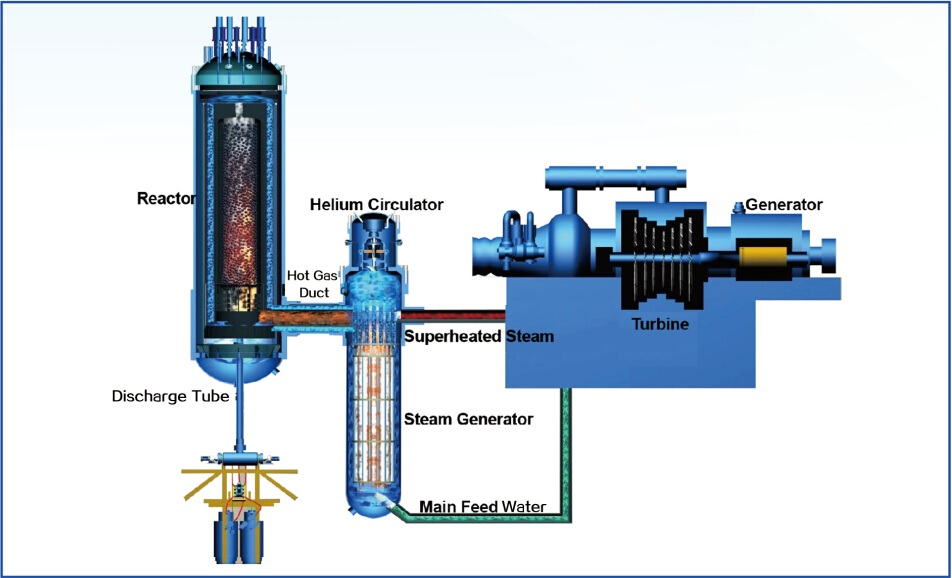 Reactor
Helium Circulator
Generator
Hot Gas
Duct
Turbine
Superheated Steam
Discharge Tube
Steam Generator
Main Feed Water